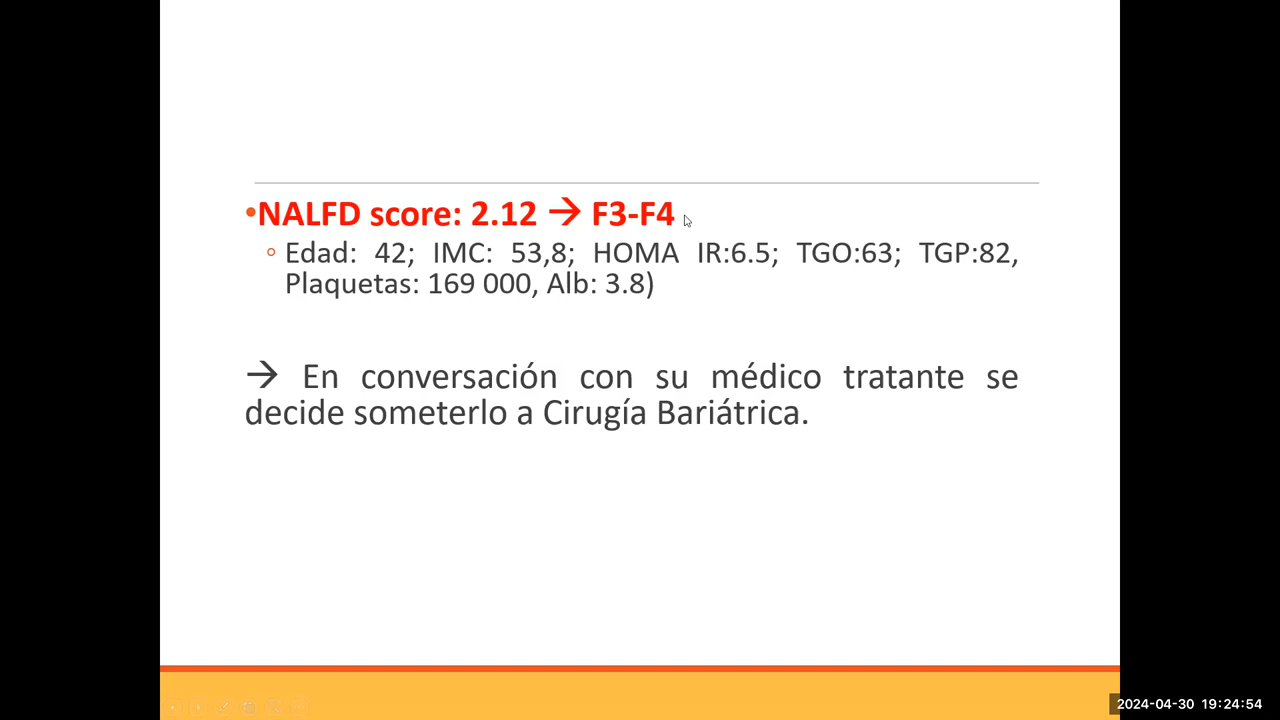 •NALFD score: 2.12 → F3-F4
◦ Edad: 42; IMC: 53,8; HOMA IR:6.5; TGO:63; TGP:82,
Plaquetas: 169 000, Alb: 3.8)
→ En conversación con su médico tratante se
decide someterlo a Cirugía Bariátrica.
2024-04-30 19:24:54